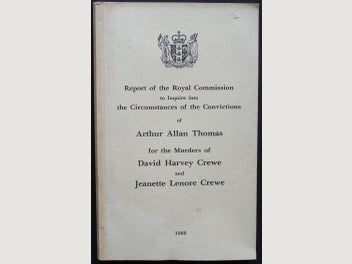 Report of the Royal Commission
to Inquire into
the Circumstances of the Convictions
of
Arthur Allan Thomas
for the Murders of
David Harvey Crewe
and
Jeanette Lenore Crewe
1980